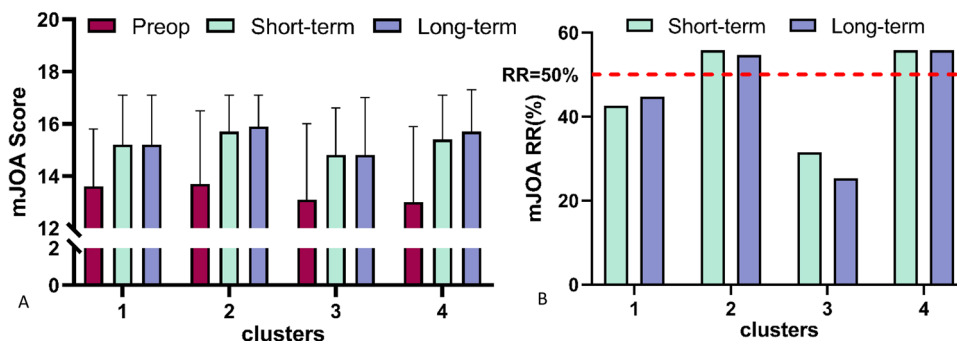 Preop Short-term Long-term
mJOA Score
20
18
16
14
12
2
0
1 2 3 4
clusters
A
Short-term Long-term
RR=50%
mJOA RR(%)
60
40
20
0
1 2 3 4
clusters
B